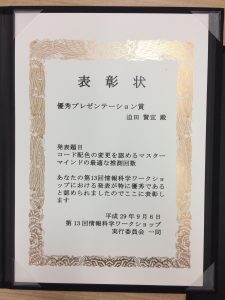 表彰状
優秀プレゼンテーション賞
迫田 賢宜 殿
発表題目
コード配色の変更を認めるマスター
マインドの最適な推測回数
あなたの第13回情報科学ワークショ
ップにおける発表が特に優秀である
と認められましたのでここに表彰し
ます
平成29年9月6日
第13回情報科学ワークショップ
実行委員会 一同